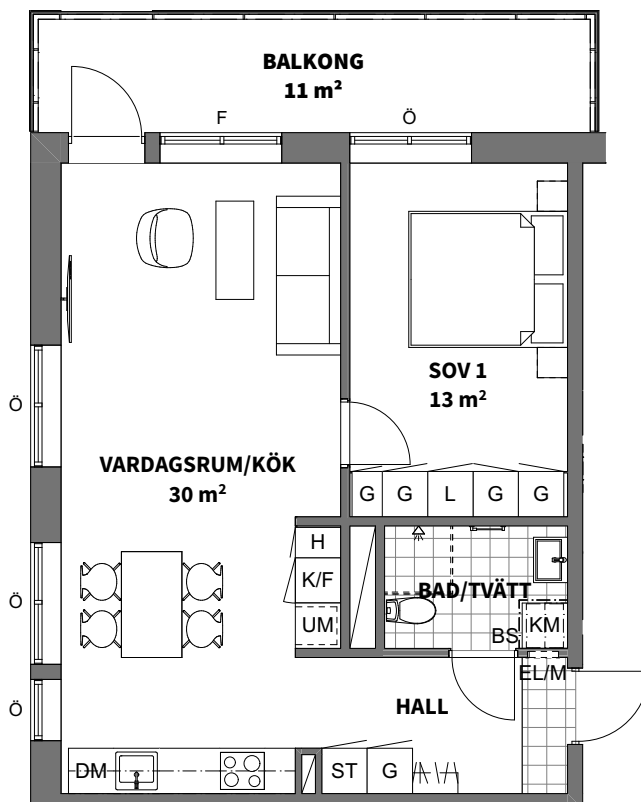 BALKONG
11 m²
F
Ö
SOV 1
13 m²
Ö
VARDAGSRUM/KÖK
30 m²
G
G
L
G
G
H
K/F
UM
BAD/TVÄTT
BS
KM
EL/M
Ö
Ö
HALL
DM
ST
G